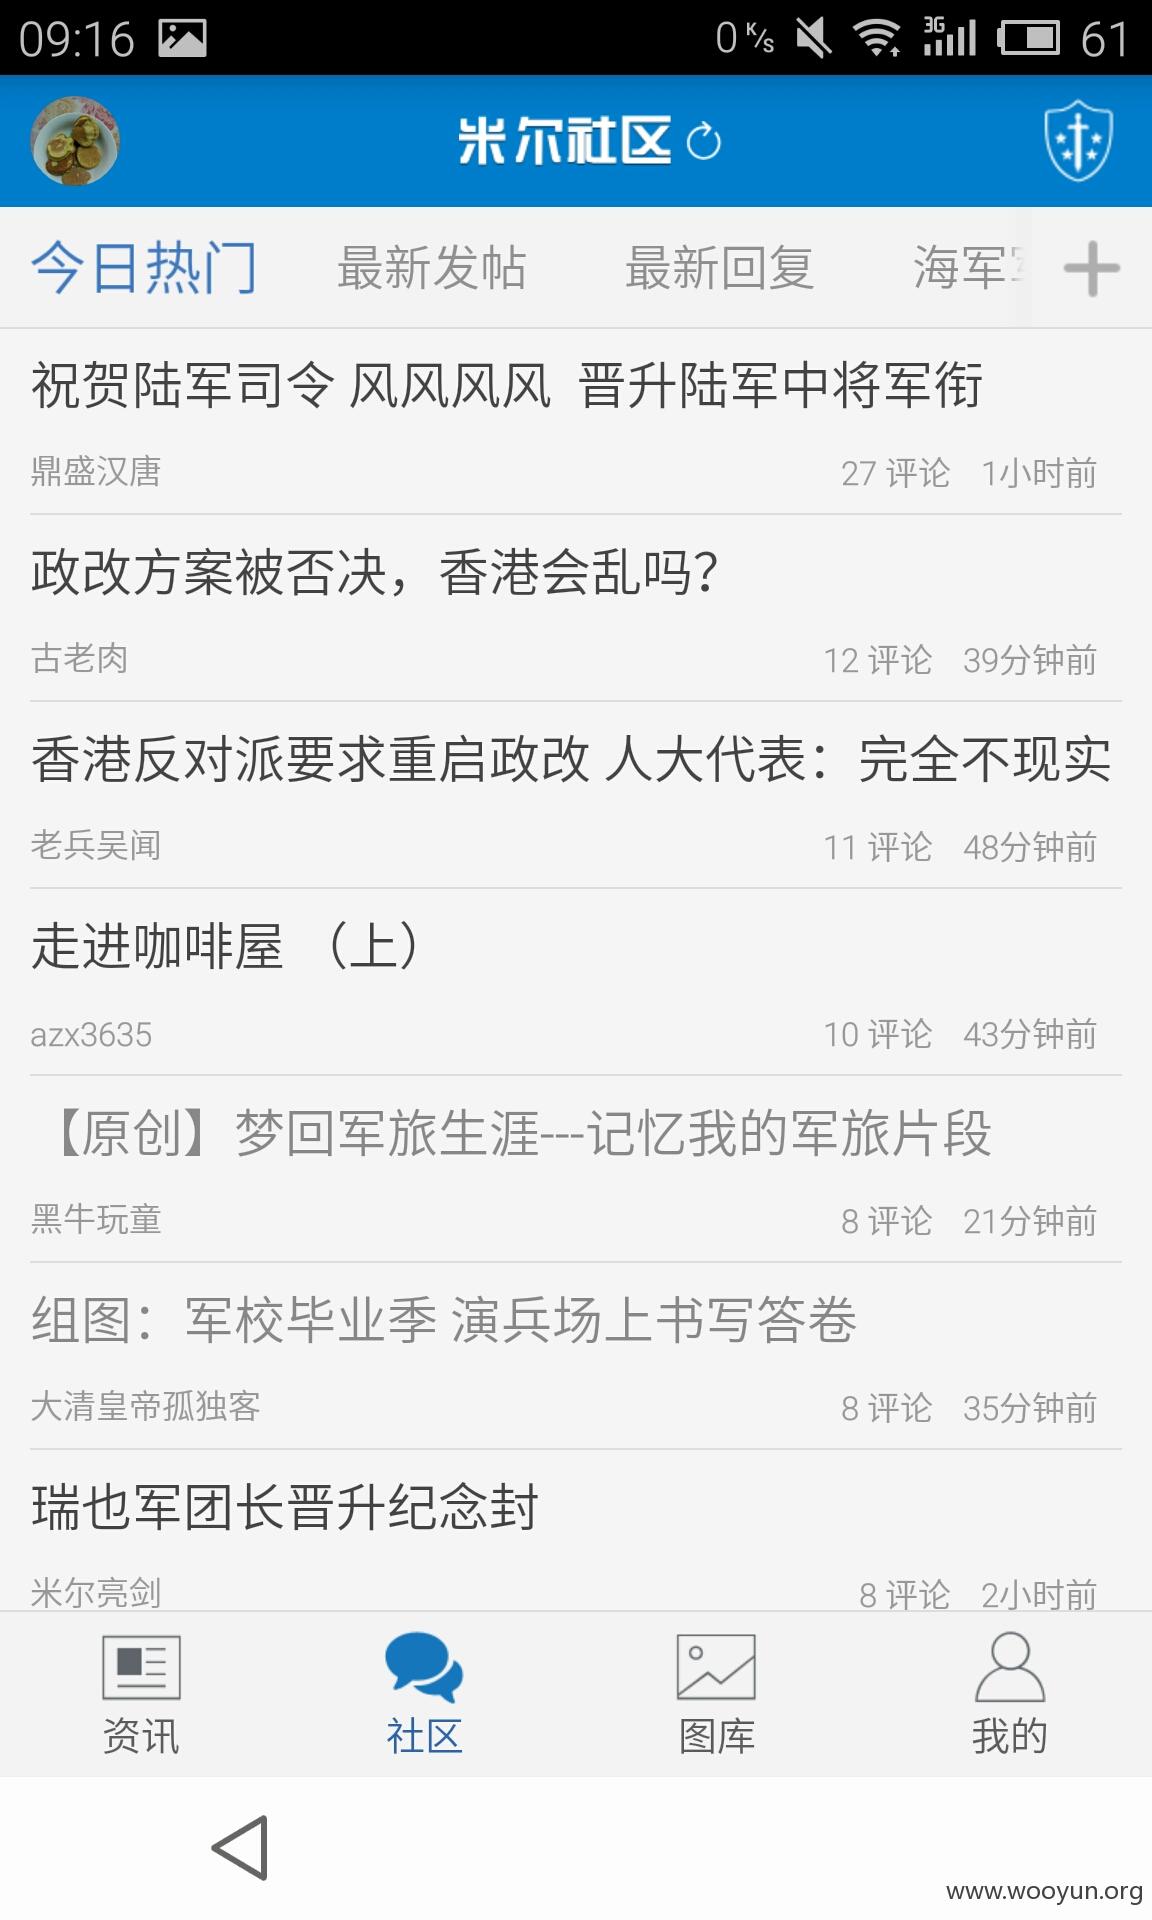 09:16
0 K/s 3G 61
米尔社区
今日热门 最新发帖 最新回复 海军
祝贺陆军司令 风风风风 晋升陆军中将军衔
鼎盛汉唐 27 评论 1小时前
政改方案被否决，香港会乱吗？
古老肉 12 评论 39分钟前
香港反对派要求重启政改 人大代表：完全不现实
老兵吴闻 11 评论 48分钟前
走进咖啡屋 （上）
azx3635 10 评论 43分钟前
【原创】梦回军旅生涯---记忆我的军旅片段
黑牛玩童 8 评论 21分钟前
组图：军校毕业季 演兵场上书写答卷
大清皇帝孤独客 8 评论 35分钟前
瑞也军团长晋升纪念封
米尔亮剑 8 评论 2小时前
资讯 社区 图库 我的
www.wooyun.org